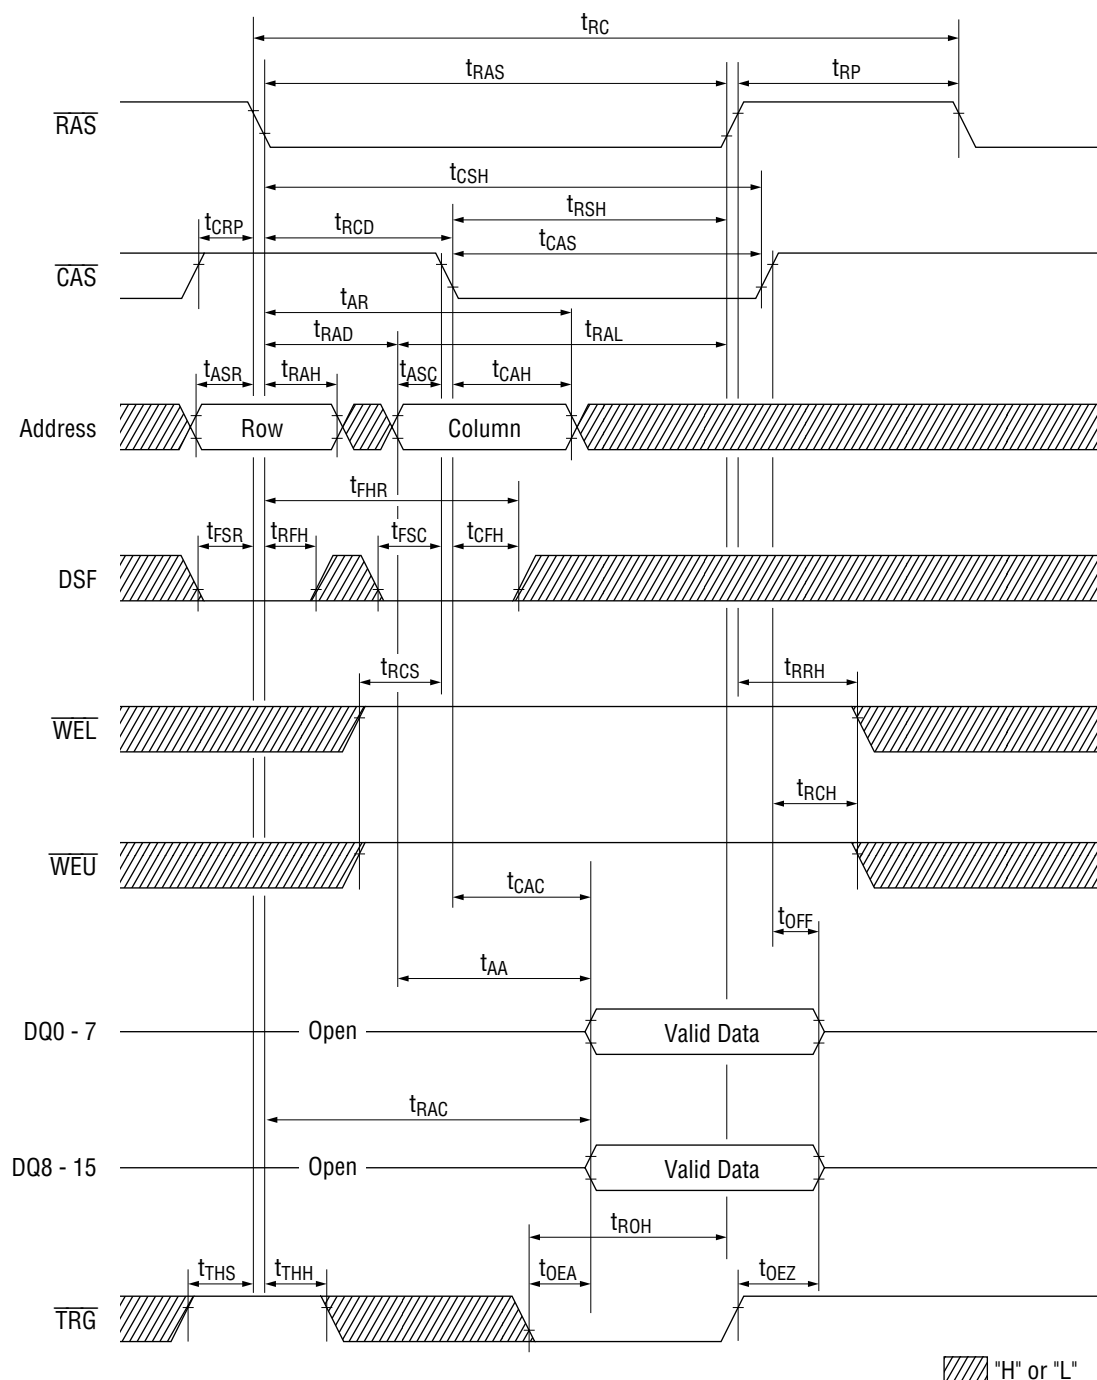 tRC
tRAS tRP
RAS
tCSH
tCRP tRCD tRSH
tCAS
CAS
tAR
tRAD tRAL
tASR tRAH tASC tCAH
Address Row Column
tFHR
tFSR tRFH tFSC tCFH
DSF
tRCS tRRH
WEL
tRCH
WEU
tCAC
tOFF
tAA
DQ0 - 7 Open Valid Data
tRAC
DQ8 - 15 Open Valid Data
tROH
tTHS tTHH tOEA tOEZ
TRG
"H" or "L"